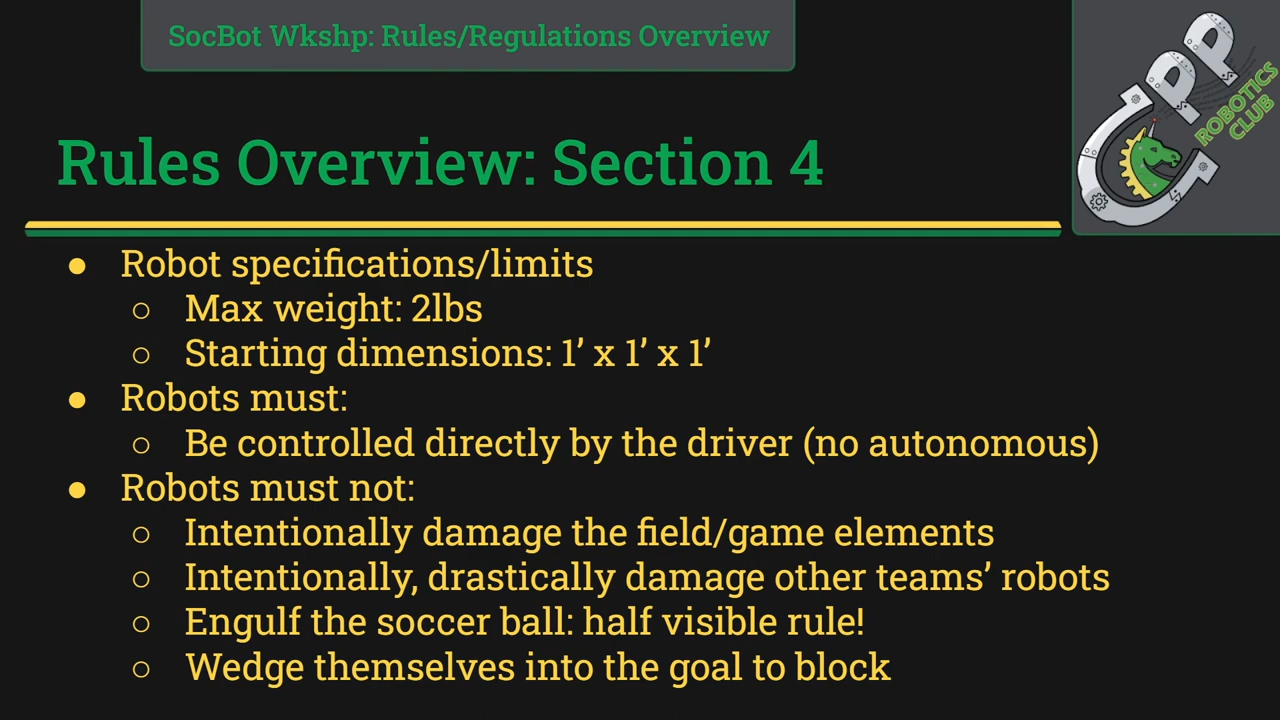 SocBot Wkshp: Rules/Regulations Overview
CPP
ROBOTICS
CLUB
Rules Overview: Section 4
● Robot specifications/limits
○ Max weight: 2lbs
○ Starting dimensions: 1’ x 1’ x 1’
● Robots must:
○ Be controlled directly by the driver (no autonomous)
● Robots must not:
○ Intentionally damage the field/game elements
○ Intentionally, drastically damage other teams’ robots
○ Engulf the soccer ball: half visible rule!
○ Wedge themselves into the goal to block